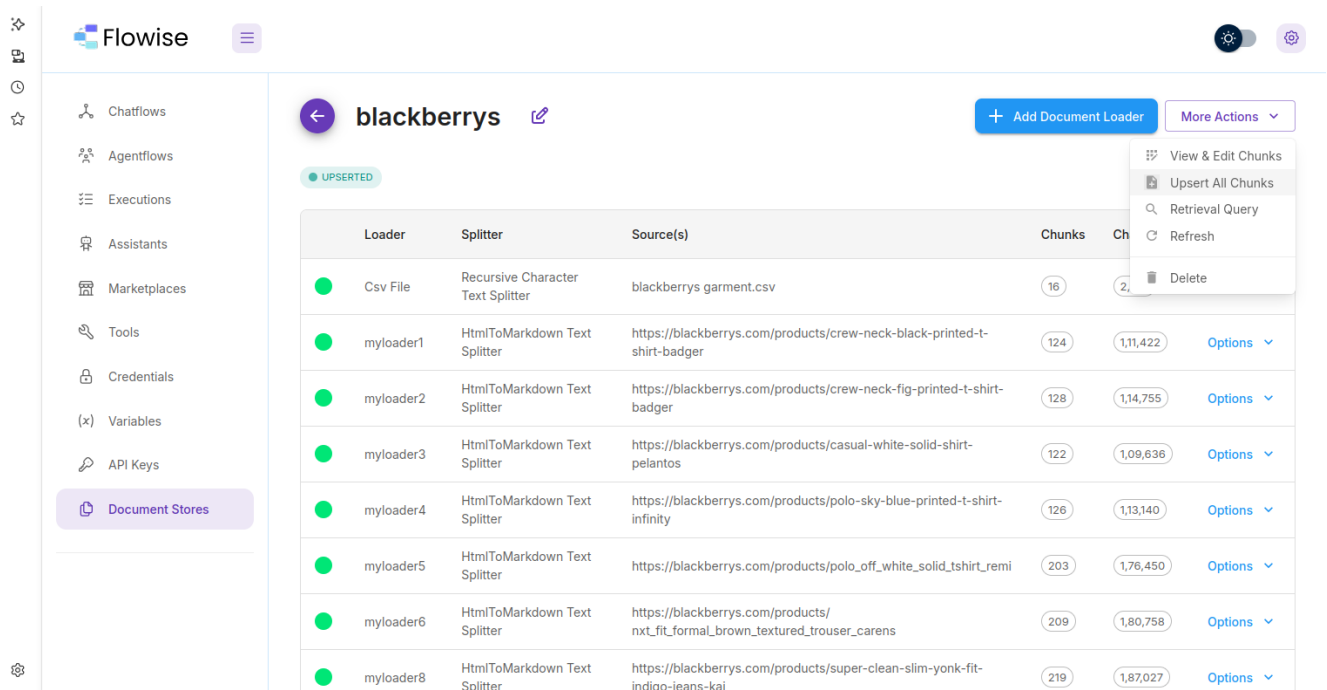 Flowise
Chatflows
Agentflows
Executions
Assistants
Marketplaces
Tools
Credentials
(x) Variables
API Keys
Document Stores
blackberrys
Add Document Loader
More Actions
View & Edit Chunks
Upsert All Chunks
Retrieval Query
Refresh
Delete
UPSERTED
Loader Splitter Source(s) Chunks
Csv File Recursive Character
Text Splitter blackberrys garment.csv 16
myloader1 HtmlToMarkdown Text
Splitter https://blackberrys.com/products/crew-neck-black-printed-t-
shirt-badger 124 1,11,422 Options
myloader2 HtmlToMarkdown Text
Splitter https://blackberrys.com/products/crew-neck-fig-printed-t-shirt-
badger 128 1,14,755 Options
myloader3 HtmlToMarkdown Text
Splitter https://blackberrys.com/products/casual-white-solid-shirt-
pelantos 122 1,09,636 Options
myloader4 HtmlToMarkdown Text
Splitter https://blackberrys.com/products/polo-sky-blue-printed-t-shirt-
infinity 126 1,13,140 Options
myloader5 HtmlToMarkdown Text
Splitter https://blackberrys.com/products/polo_off_white_solid_tshirt_remi 203 1,76,450 Options
myloader6 HtmlToMarkdown Text
Splitter https://blackberrys.com/products/
nxt_fit_formal_brown_textured_trouser_carens 209 1,80,758 Options
myloader8 HtmlToMarkdown Text
Splitter https://blackberrys.com/products/super-clean-slim-yonk-fit-
indigo-jeans-kai 219 1,87,027 Options